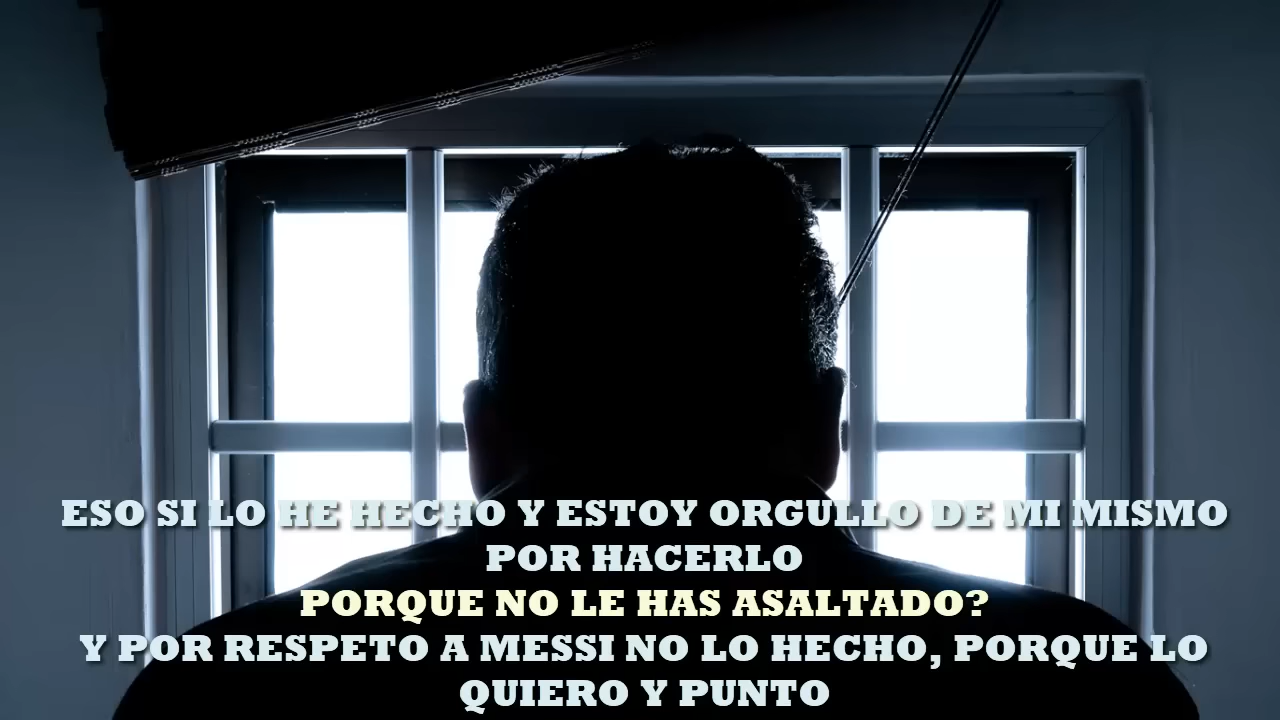 ESO SI LO HE HECHO Y ESTOY ORGULLO DE MI MISMO
POR HACERLO
PORQUE NO LE HAS ASALTADO?
Y POR RESPETO A MESSI NO LO HECHO, PORQUE LO
QUIERO Y PUNTO